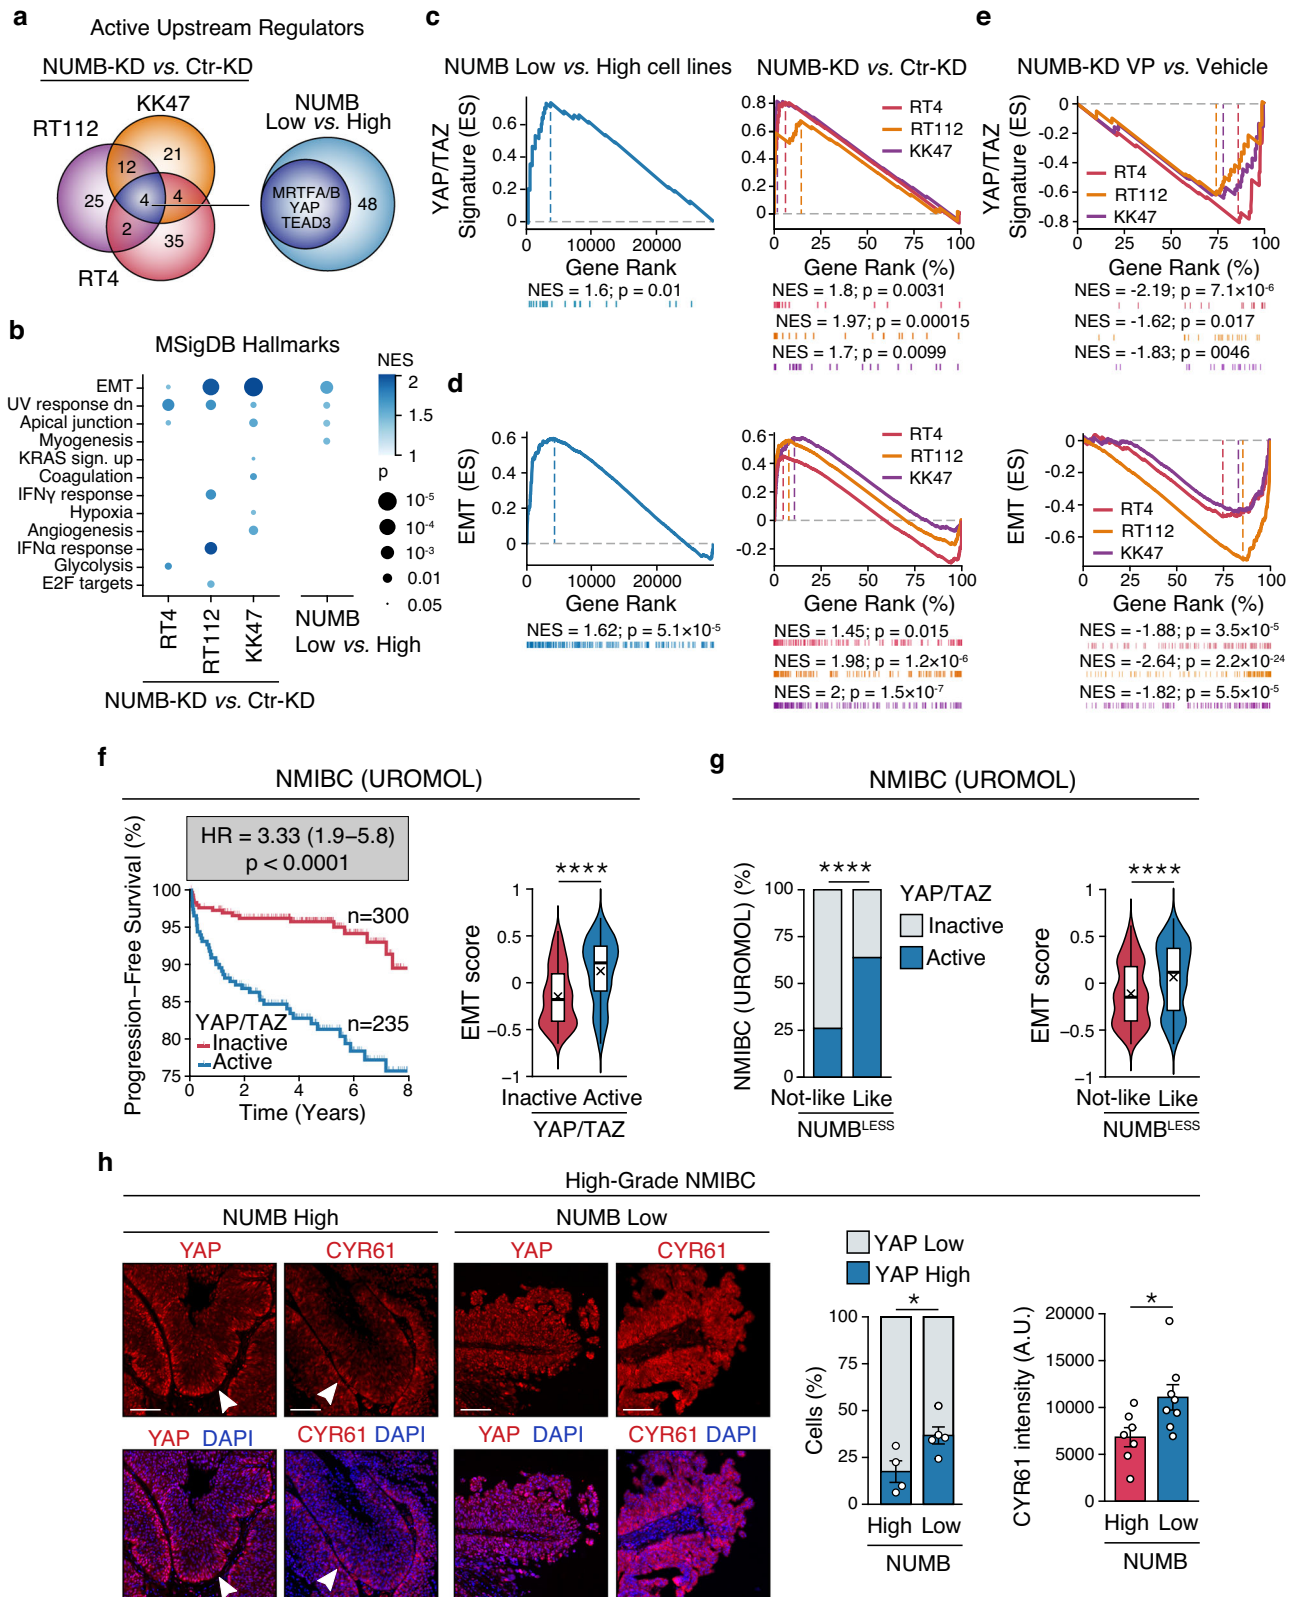 a
Active Upstream Regulators
NUMB-KD vs. Ctr-KD
KK47
RT112
RT4
12
21
25
4
4
2
35
NUMB
Low vs. High
MRTFA/B
YAP
TEAD3
48
b
MSigDB Hallmarks
EMT
UV response dn
Apical junction
Myogenesis
KRAS sign. up
Coagulation
IFNγ response
Hypoxia
Angiogenesis
IFNα response
Glycolysis
E2F targets
RT4
RT112
KK47
NUMB
Low vs. High
NUMB-KD vs. Ctr-KD
NES
2
1.5
1
p
10-5
10-4
10-3
0.01
0.05
c
NUMB Low vs. High cell lines
YAP/TAZ
Signature (ES)
0.6
0.4
0.2
0
0 10000 20000
Gene Rank
NES = 1.6; p = 0.01
NUMB-KD vs. Ctr-KD
0.8
0.6
0.4
0.2
0
RT4
RT112
KK47
0 25 50 75 100
Gene Rank (%)
NES = 1.8; p = 0.0031
NES = 1.97; p = 0.00015
NES = 1.7; p = 0.0099
d
EMT (ES)
0.6
0.4
0.2
0
0 10000 20000
Gene Rank
NES = 1.62; p = 5.1×10-5
0.6
0.4
0.2
0
-0.2
RT4
RT112
KK47
0 25 50 75 100
Gene Rank (%)
NES = 1.45; p = 0.015
NES = 1.98; p = 1.2×10-6
NES = 2; p = 1.5×10-7
e
NUMB-KD VP vs. Vehicle
YAP/TAZ
Signature (ES)
0
-0.2
-0.4
-0.6
-0.8
RT4
RT112
KK47
0 25 50 75 100
Gene Rank (%)
NES = -2.19; p = 7.1×10-6
NES = -1.62; p = 0.017
NES = -1.83; p = 0046
EMT (ES)
0
-0.2
-0.4
-0.6
RT4
RT112
KK47
0 25 50 75 100
Gene Rank (%)
NES = -1.88; p = 3.5×10-5
NES = -2.64; p = 2.2×10-24
NES = -1.82; p = 5.5×10-5
f
NMIBC (UROMOL)
HR = 3.33 (1.9–5.8)
p < 0.0001
Progression–Free Survival (%)
100
95
90
85
80
75
n=300
n=235
YAP/TAZ
Inactive
Active
0 2 4 6 8
Time (Years)
****
EMT score
1
0.5
0
−0.5
−1
Inactive Active
YAP/TAZ
g
NMIBC (UROMOL)
NMIBC (UROMOL) (%)
100
75
50
25
0
****
YAP/TAZ
Inactive
Active
Not-like Like
NUMBLESS
****
EMT score
1
0.5
0
−0.5
−1
Not-like Like
NUMBLESS
h
High-Grade NMIBC
NUMB High
NUMB Low
YAP
CYR61
YAP
CYR61
YAP DAPI
CYR61 DAPI
YAP DAPI
CYR61 DAPI
YAP Low
YAP High
Cells (%)
100
75
50
25
0
*
High Low
NUMB
CYR61 intensity (A.U.)
20000
15000
10000
5000
0
*
High Low
NUMB